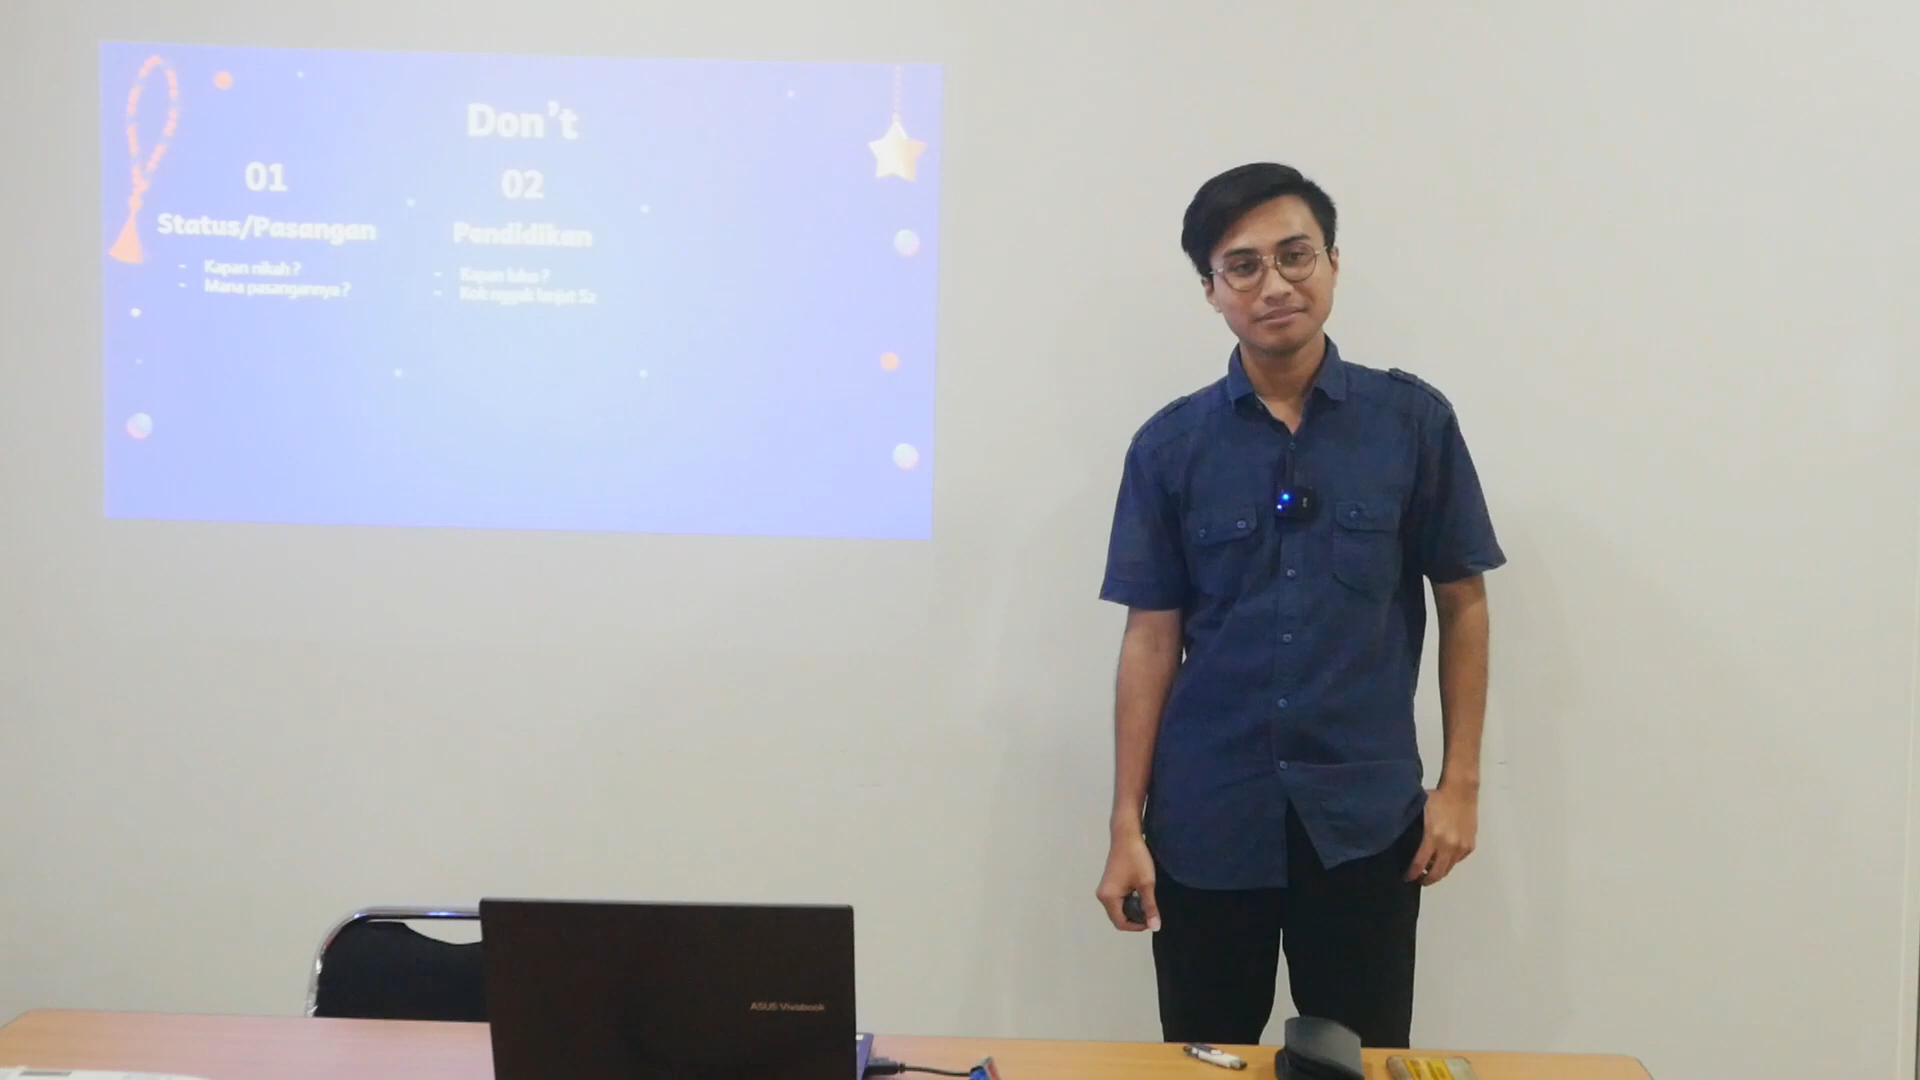 Don't
01
Status/Pasangan
- Kapan nikah ?
- Mana pasangannya ?
02
Pendidikan
- Kapan lulus ?
- Kok nggak lanjut S2
ASUS Vivobook